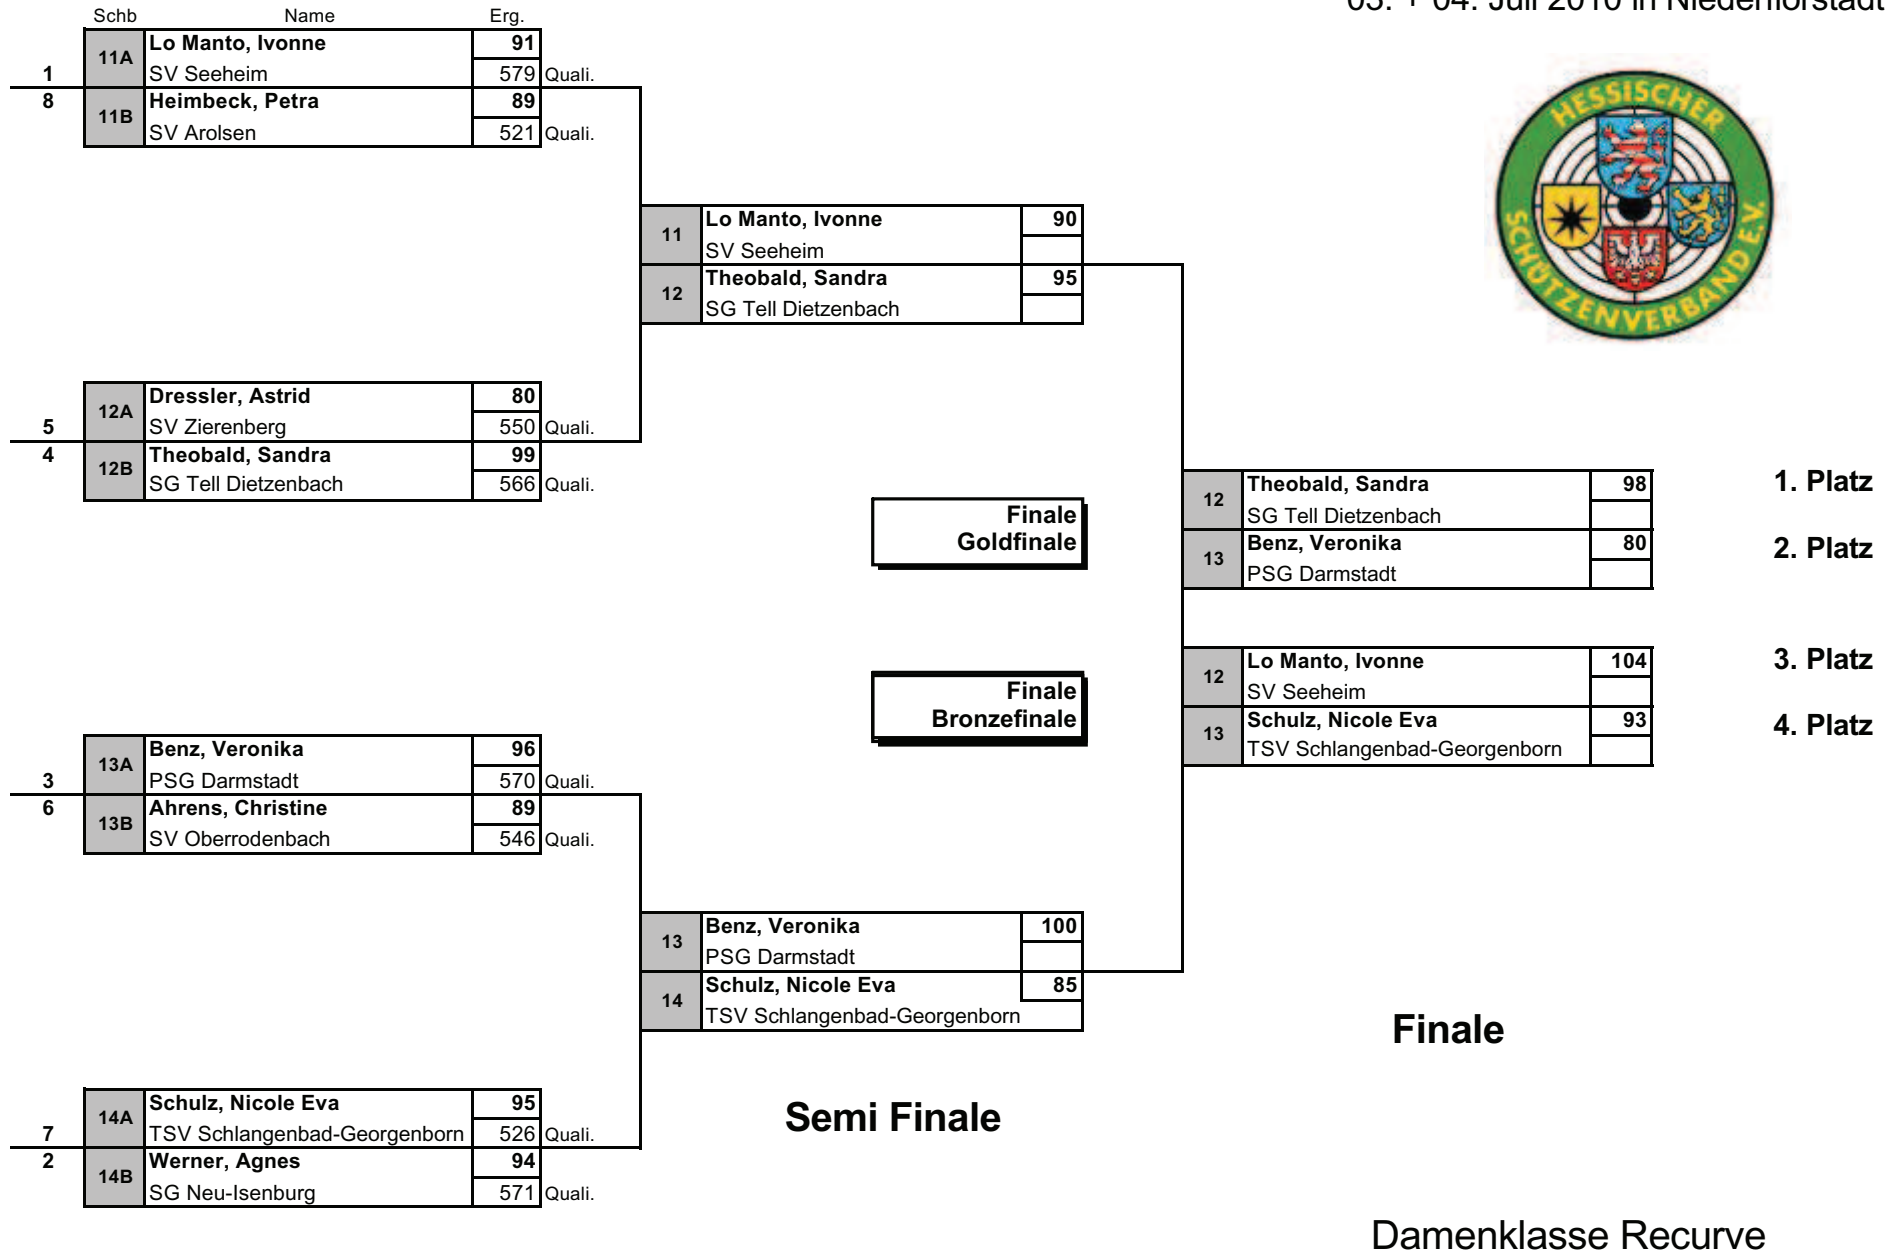 03. + 04. Juli 2010 in Niederflorstadt
Schb Name Erg.
11A Lo Manto, Ivonne 91
1 SV Seeheim 579 Quali.
8 11B Heimbeck, Petra 89
SV Arolsen 521 Quali.
HESSISCHER
SCHÜTZENVERBAND E.V.
11 Lo Manto, Ivonne 90
SV Seeheim
12 Theobald, Sandra 95
SG Tell Dietzenbach
12A Dressler, Astrid 80
5 SV Zierenberg 550 Quali.
4 12B Theobald, Sandra 99
SG Tell Dietzenbach 566 Quali.
Finale
Goldfinale
12 Theobald, Sandra 98 1. Platz
SG Tell Dietzenbach
13 Benz, Veronika 80 2. Platz
PSG Darmstadt
Finale
Bronzefinale
12 Lo Manto, Ivonne 104 3. Platz
SV Seeheim
13 Schulz, Nicole Eva 93 4. Platz
TSV Schlangenbad-Georgenborn
13A Benz, Veronika 96
3 PSG Darmstadt 570 Quali.
6 13B Ahrens, Christine 89
SV Oberrodenbach 546 Quali.
13 Benz, Veronika 100
PSG Darmstadt
14 Schulz, Nicole Eva 85
TSV Schlangenbad-Georgenborn
Finale
Semi Finale
14A Schulz, Nicole Eva 95
7 TSV Schlangenbad-Georgenborn 526 Quali.
2 14B Werner, Agnes 94
SG Neu-Isenburg 571 Quali.
Damenklasse Recurve